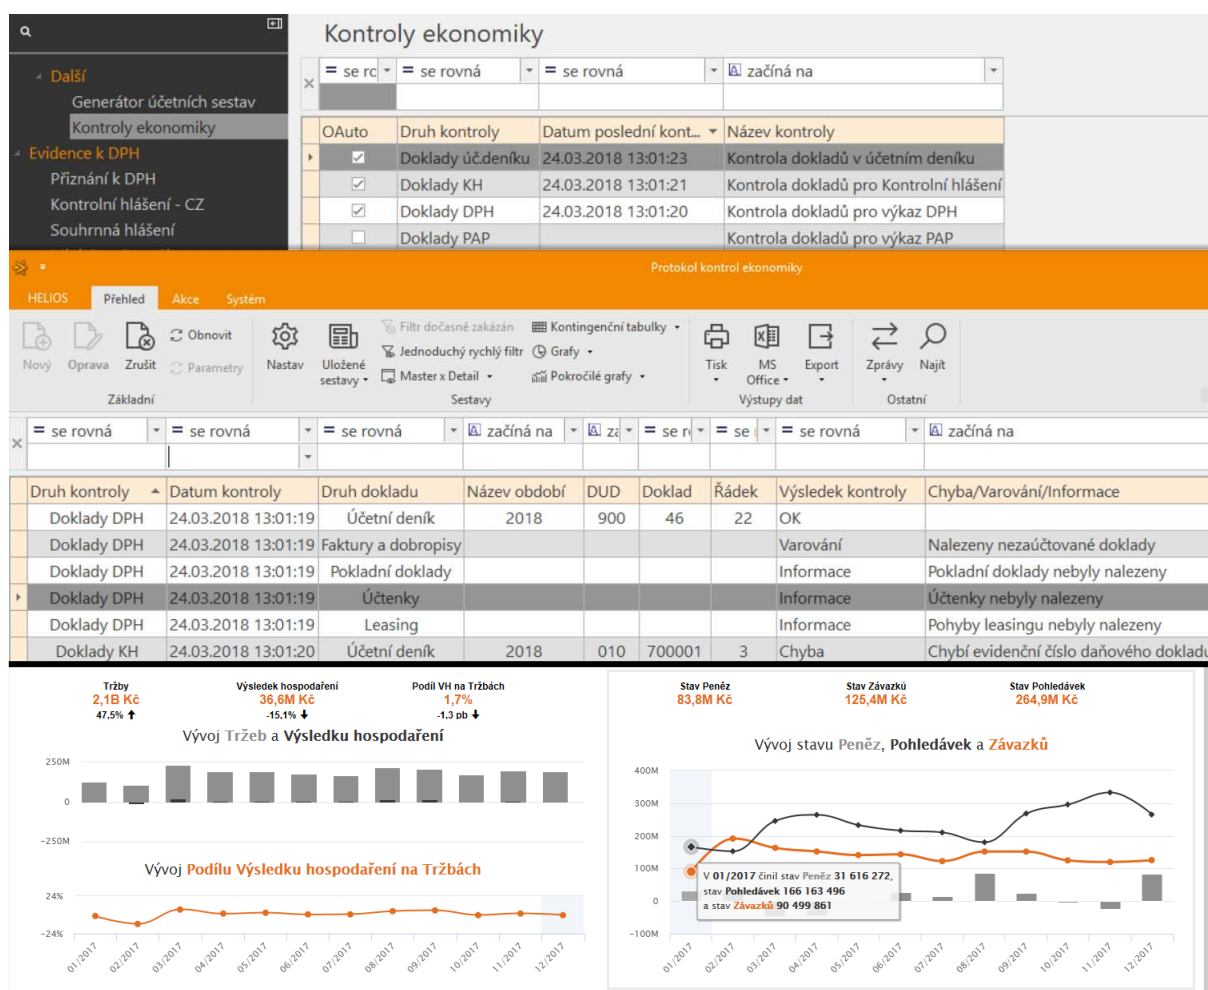 Kontroly ekonomiky
Další
Generátor účetních sestav
Kontroly ekonomiky
Evidence k DPH
Přiznání k DPH
Kontrolní hlášení - CZ
Souhrnná hlášení
= se rc = se rovná = se rovná začíná na
OAuto Druh kontroly Datum poslední kont... Název kontroly
Doklady úč.deníku 24.03.2018 13:01:23 Kontrola dokladů v účetním deníku
Doklady KH 24.03.2018 13:01:21 Kontrola dokladů pro Kontrolní hlášení
Doklady DPH 24.03.2018 13:01:20 Kontrola dokladů pro výkaz DPH
Doklady PAP Kontrola dokladů pro výkaz PAP
Protokol kontrol ekonomiky
HELIOS Přehled Akce Systém
Nový Oprava Zrušit
Obnovit
Parametry
Základní
Nastav
Uložené sestavy
Filtr dočasně zakázán
Jednoduchý rychlý filtr
Master x Detail
Kontingenční tabulky
Grafy
Pokročilé grafy
Sestavy
Tisk
MS Office
Export
Výstupy dat
Zprávy Najít
Ostatní
= se rovná = se rovná = se rovná začíná na = se rovná začíná na
Druh kontroly Datum kontroly Druh dokladu Název období DUD Doklad Řádek Výsledek kontroly Chyba/Varování/Informace
Doklady DPH 24.03.2018 13:01:19 Účetní deník 2018 900 46 22 OK
Doklady DPH 24.03.2018 13:01:19 Faktury a dobropisy Varování Nalezeny nezaúčtované doklady
Doklady DPH 24.03.2018 13:01:19 Pokladní doklady Informace Pokladní doklady nebyly nalezeny
Doklady DPH 24.03.2018 13:01:19 Účtenky Informace Účtenky nebyly nalezeny
Doklady DPH 24.03.2018 13:01:19 Leasing Informace Pohyby leasingu nebyly nalezeny
Doklady KH 24.03.2018 13:01:20 Účetní deník 2018 010 700001 3 Chyba Chybí evidenční číslo daňového dokladu
Tržby Výsledek hospodaření Podíl VH na Tržbách
2,1B Kč 36,6M Kč 1,7%
47,5% ↑ -15,1% ↓ -1,3 pb ↓
Vývoj Tržeb a Výsledku hospodaření
250M
0
-250M
Vývoj Podílu Výsledku hospodaření na Tržbách
24%
-24%
01/2017 02/2017 03/2017 04/2017 05/2017 06/2017 07/2017 08/2017 09/2017 10/2017 11/2017 12/2017
Stav Peněz Stav Závazků Stav Pohledávek
83,8M Kč 125,4M Kč 264,9M Kč
Vývoj stavu Peněz, Pohledávek a Závazků
400M
300M
200M
100M
0
-100M
V 01/2017 činil stav Peněz 31 616 272,
stav Pohledávek 166 163 496
a stav Závazků 90 499 861
01/2017 02/2017 03/2017 04/2017 05/2017 06/2017 07/2017 08/2017 09/2017 10/2017 11/2017 12/2017